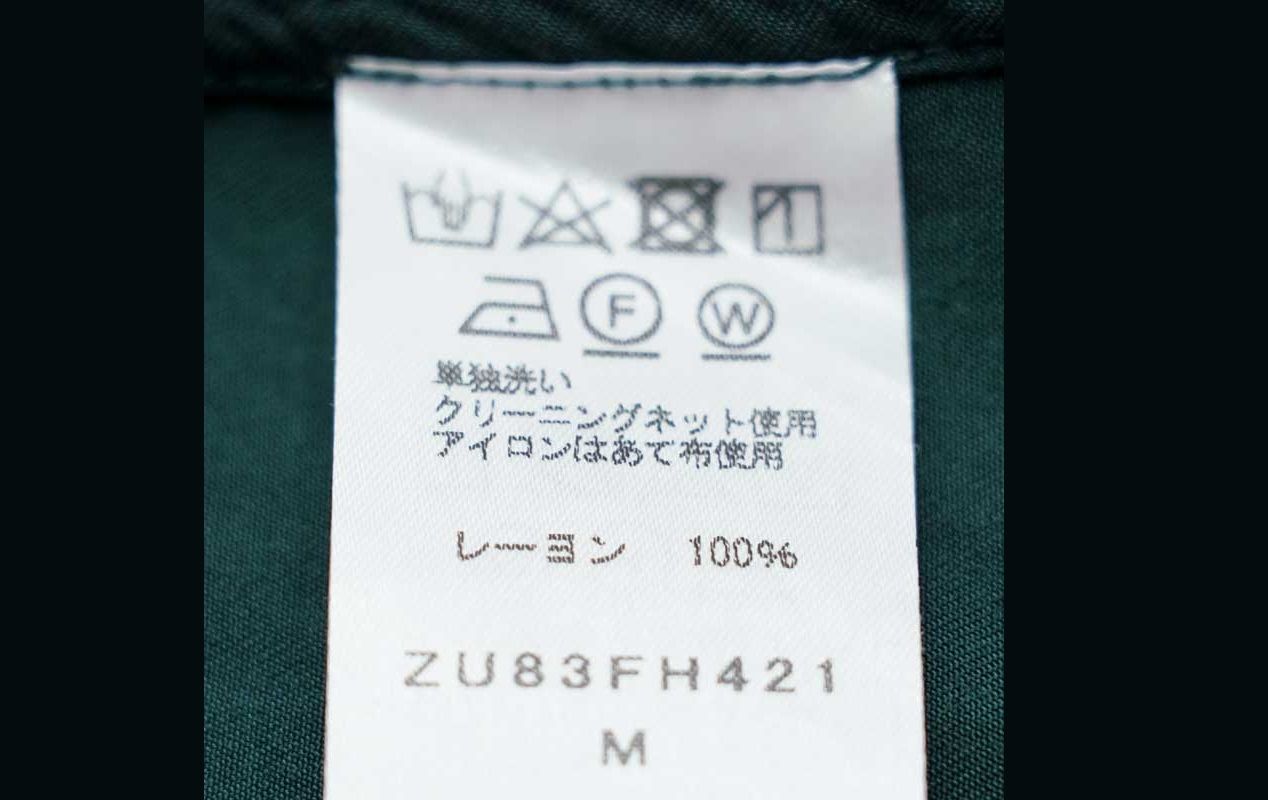 F W
単独洗い
クリーニングネット使用
アイロンはあて布使用
レーヨン 100%
ZU83FH421
M